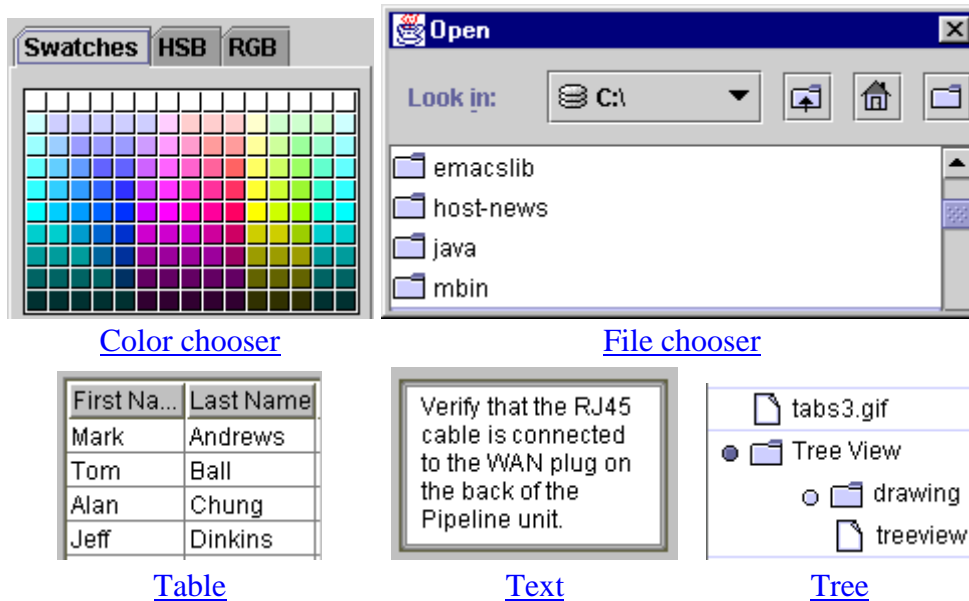 Swatches HSB RGB
Open
Look in: C:\
emacslib
host-news
java
mbin
Color chooser
File chooser
First Na... Last Name
Mark Andrews
Tom Ball
Alan Chung
Jeff Dinkins
Table
Verify that the RJ45
cable is connected
to the WAN plug on
the back of the
Pipeline unit.
Text
tabs3.gif
Tree View
drawing
treeview
Tree